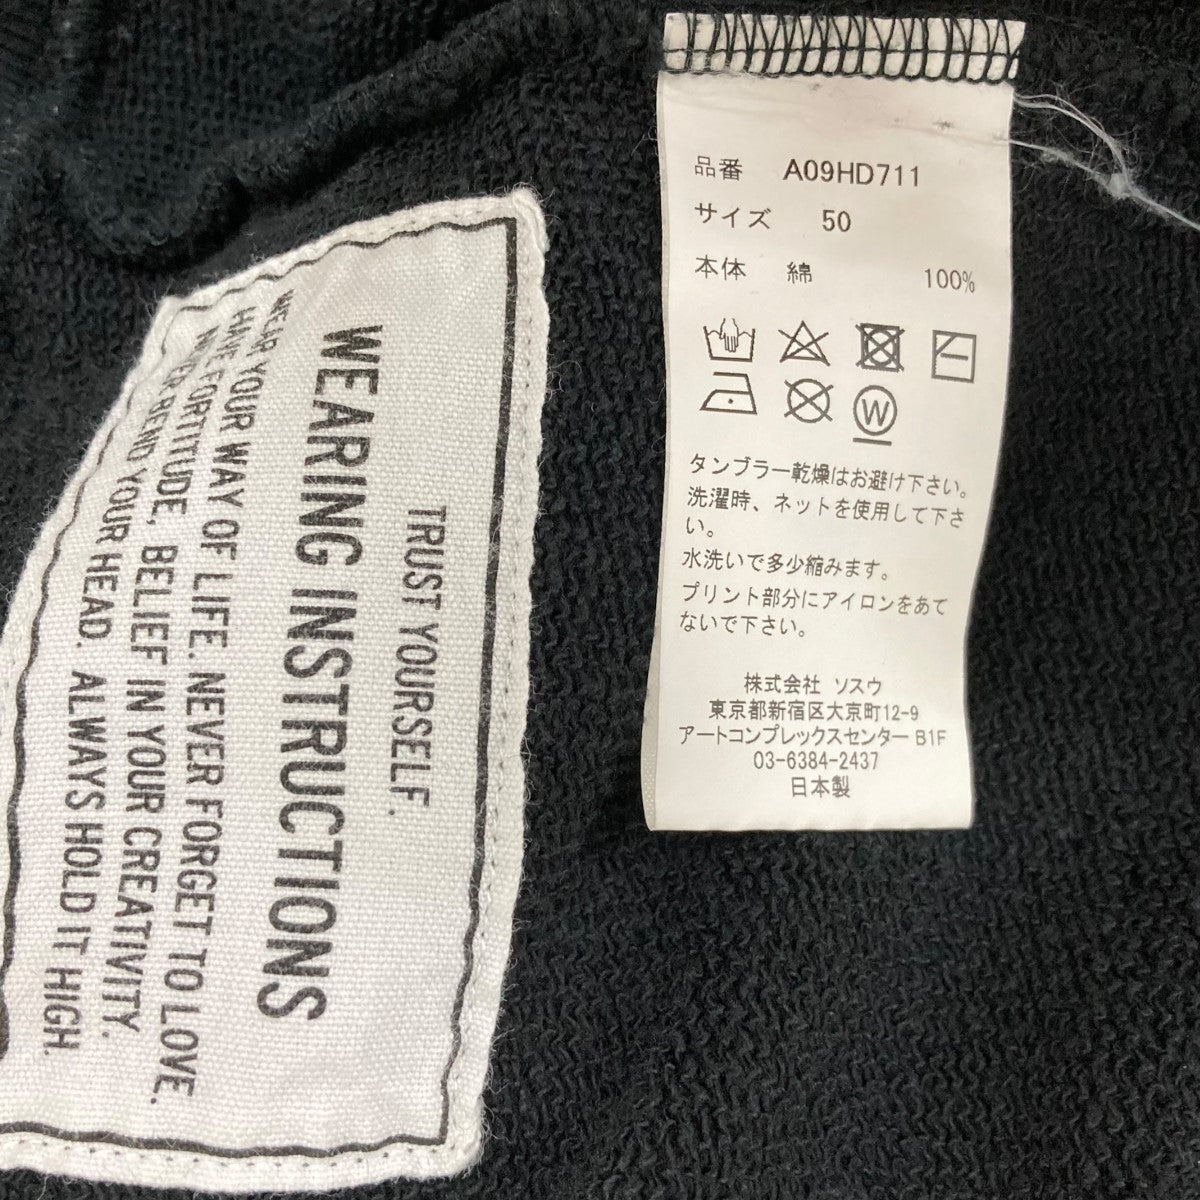 TRUST YOURSELF.
WEARING INSTRUCTIONS
WEAR YOUR WAY OF LIFE. NEVER FORGET TO LOVE.
HAVE FORTITUDE, BELIEF IN YOUR CREATIVITY.
NEVER BEND YOUR HEAD. ALWAYS HOLD IT HIGH.
品番 A09HD711
サイズ 50
本体 綿 100%
W
タンブラー乾燥はお避け下さい。
洗濯時、ネットを使用して下さ
い。
水洗いで多少縮みます。
プリント部分にアイロンをあて
ないで下さい。
株式会社 ソスウ
東京都新宿区大京町12-9
アートコンプレックスセンター B1F
03-6384-2437
日本製